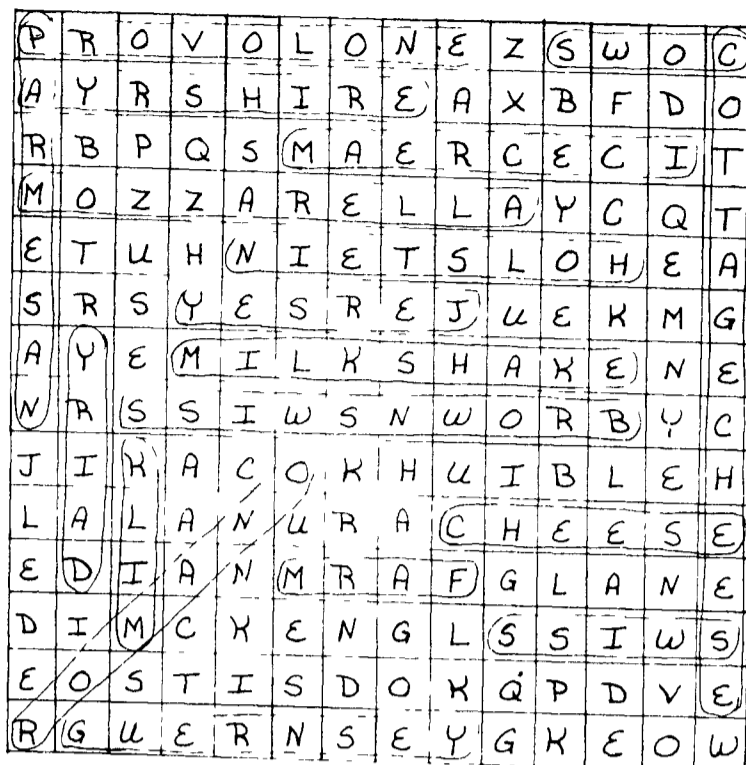 P R O V O L O N E Z S W O C
A Y R S H I R E A X B F D O
R B P Q S M A E R C E C I T
M O Z Z A R E L L A Y C Q T
E T U H N I E T S L O H E A
S R S Y E S R E J U E K M G
A Y E M I L K S H A K E N E
N R S S I W S N W O R B Y C
J I K A C O K H U I B L E H
L A L A N U R A C H E E S E
E D I A N M R A F G L A N E
D I M C K E N G L S S I W S
E O S T I S D O K Q P D V E
R G U E R N S E Y G K E O W